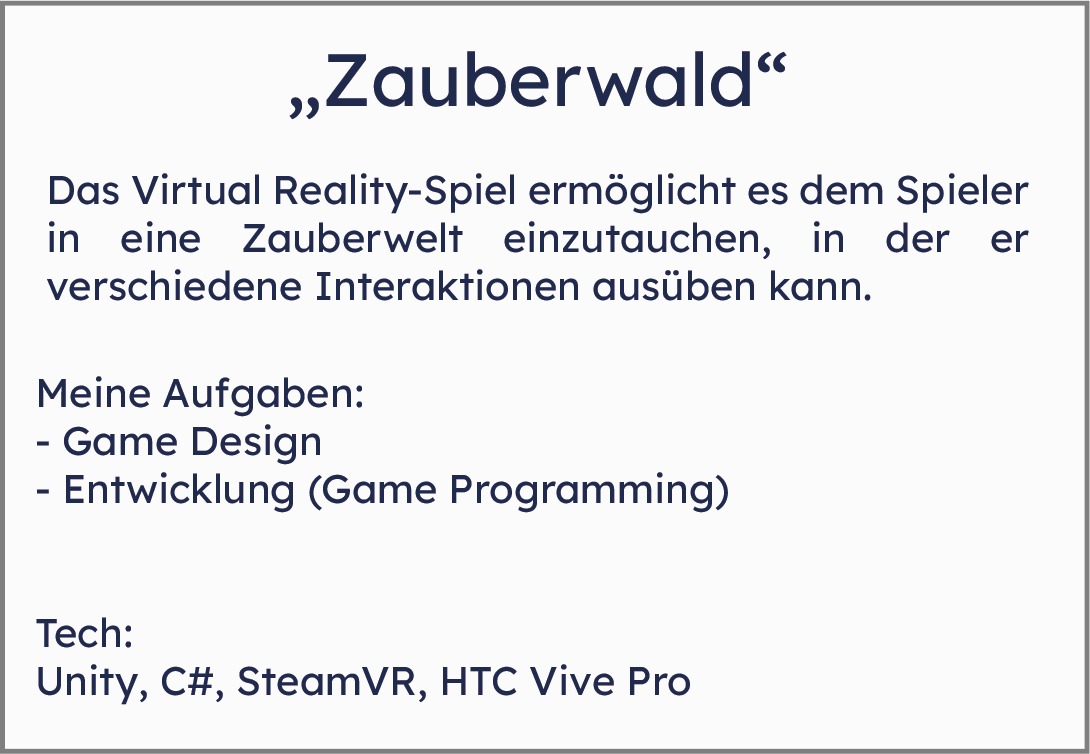 „Zauberwald“
Das Virtual Reality-Spiel ermöglicht es dem Spieler
in eine Zauberwelt einzutauchen, in der er
verschiedene Interaktionen ausüben kann.
Meine Aufgaben:
- Game Design
- Entwicklung (Game Programming)
Tech:
Unity, C#, SteamVR, HTC Vive Pro